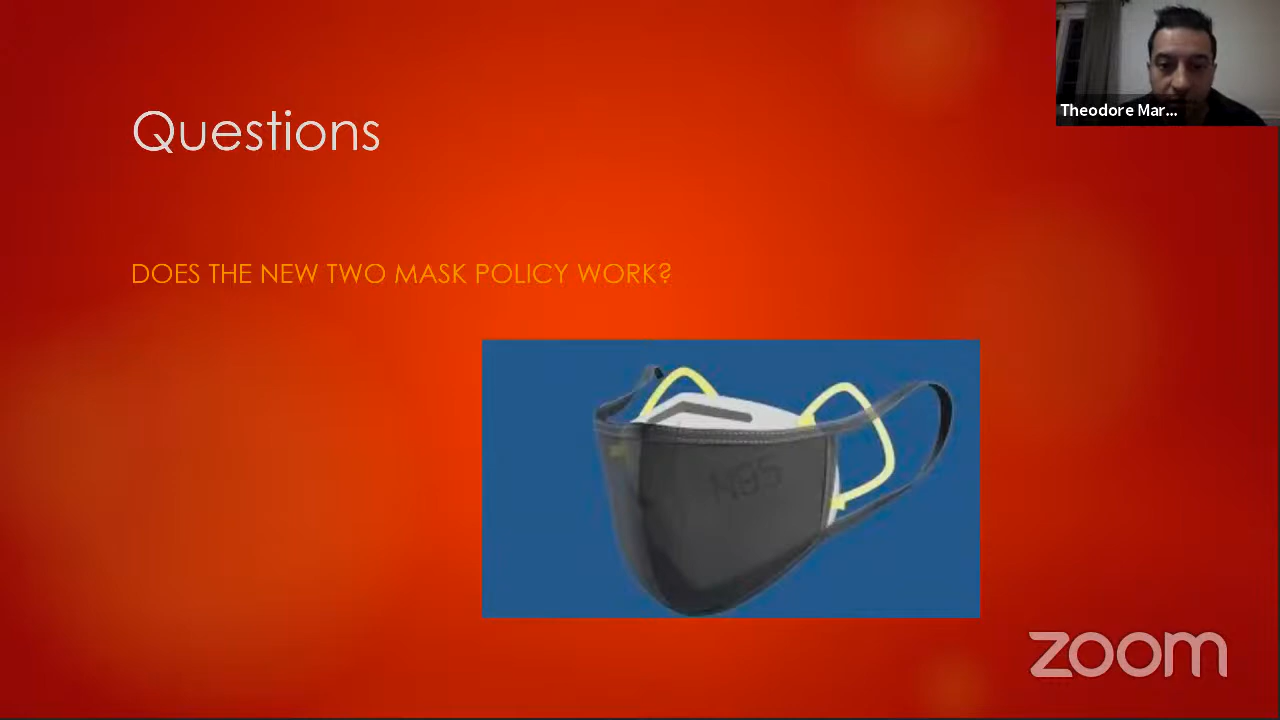 Theodore Mar...
Questions
DOES THE NEW TWO MASK POLICY WORK?
N95
zoom